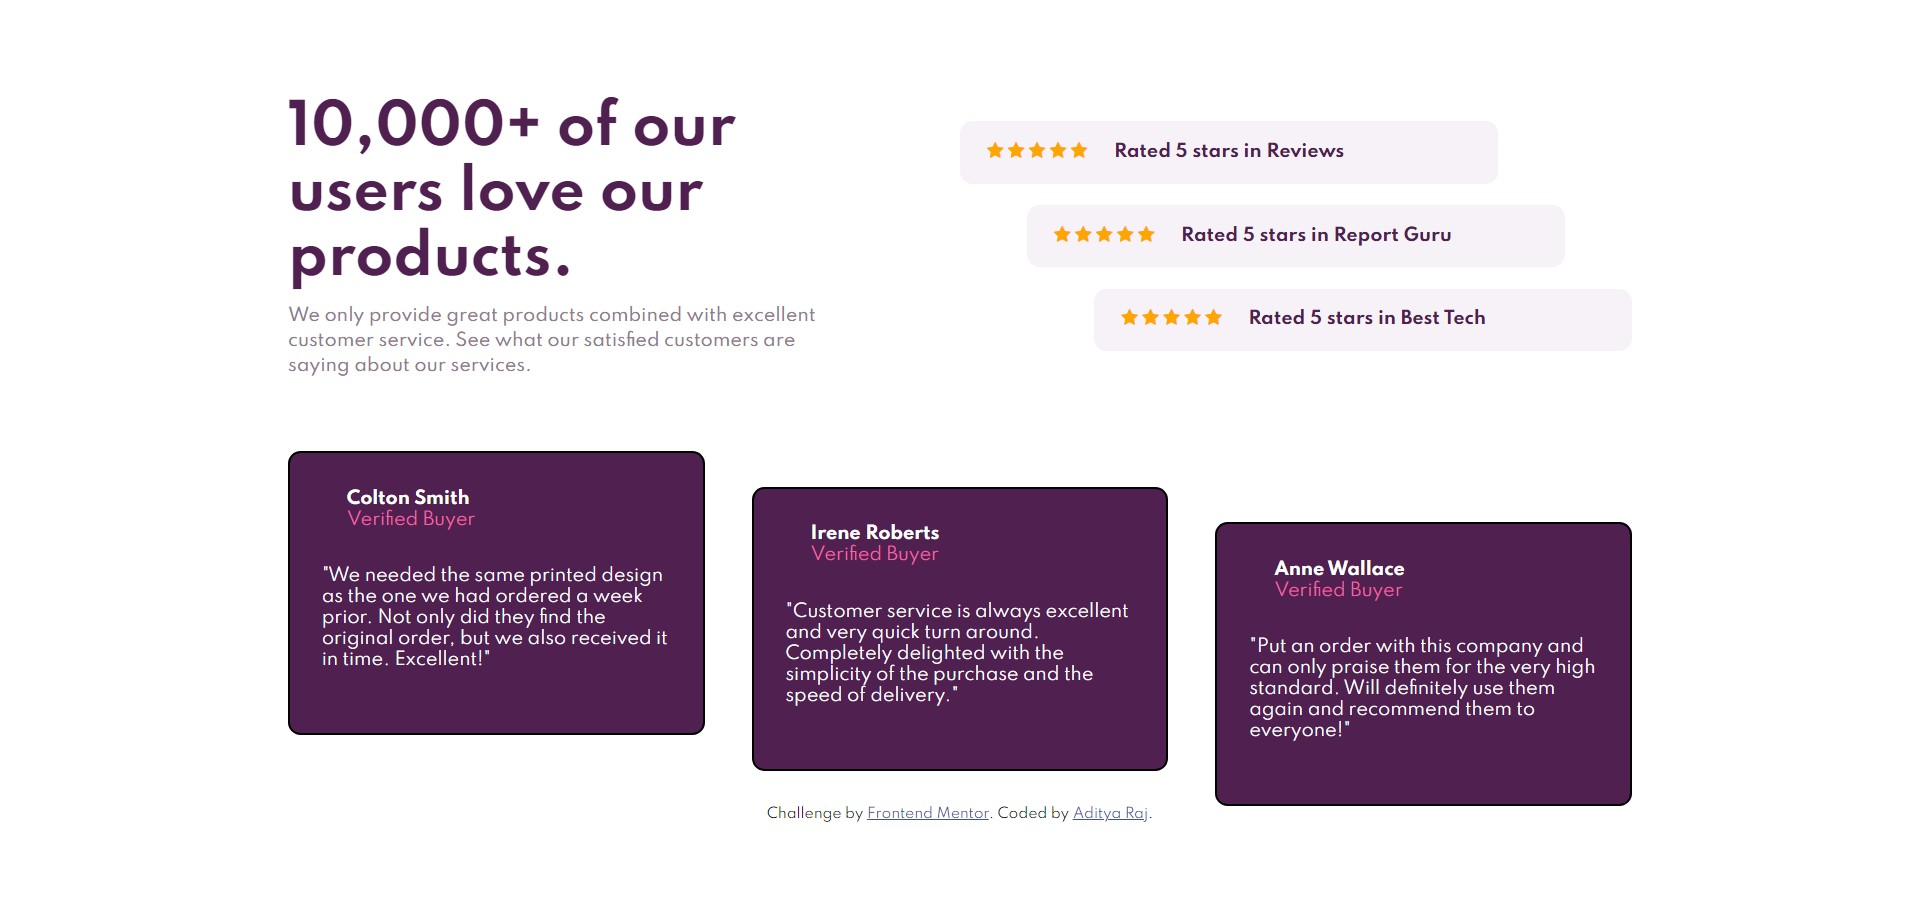 10,000+ of our
users love our
products.
We only provide great products combined with excellent
customer service. See what our satisfied customers are
saying about our services.
Rated 5 stars in Reviews
Rated 5 stars in Report Guru
Rated 5 stars in Best Tech
Colton Smith
Verified Buyer
"We needed the same printed design
as the one we had ordered a week
prior. Not only did they find the
original order, but we also received it
in time. Excellent!"
Irene Roberts
Verified Buyer
"Customer service is always excellent
and very quick turn around.
Completely delighted with the
simplicity of the purchase and the
speed of delivery."
Anne Wallace
Verified Buyer
"Put an order with this company and
can only praise them for the very high
standard. Will definitely use them
again and recommend them to
everyone!"
Challenge by Frontend Mentor. Coded by Aditya Raj.